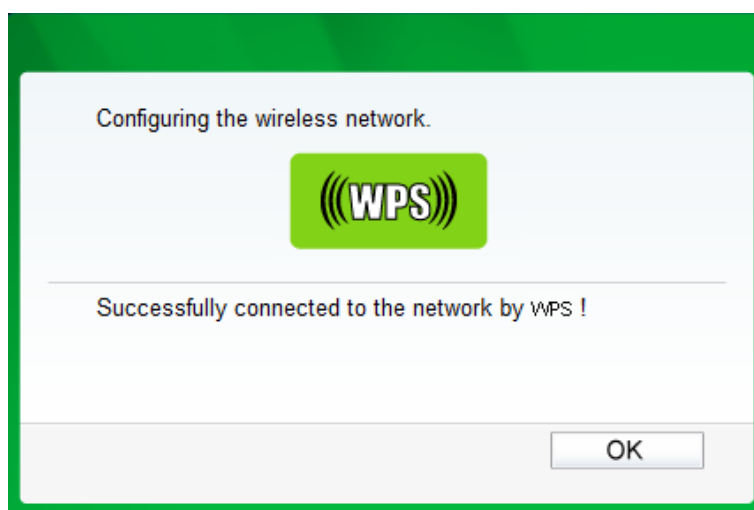 Configuring the wireless network.
(((WPS)))
Successfully connected to the network by WPS !
OK